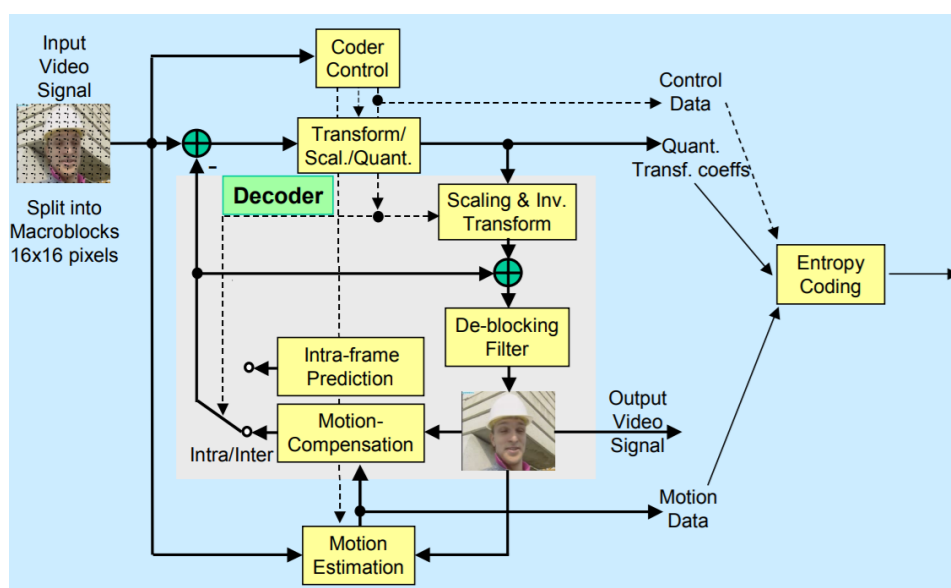 Input
Video
Signal
Coder
Control
Control
Data
Transform/
Scal./Quant.
-
Quant.
Transf. coeffs
Decoder
Split into
Macroblocks
16x16 pixels
Scaling & Inv.
Transform
Entropy
Coding
De-blocking
Filter
Intra-frame
Prediction
Output
Video
Signal
Motion-
Compensation
Intra/Inter
Motion
Data
Motion
Estimation